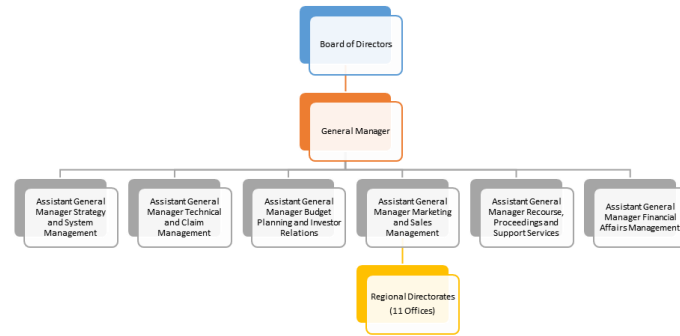 Board of Directors
General Manager
Assistant General
Manager Strategy
and System
Management
Assistant General
Manager Technical
and Claim
Management
Assistant General
Manager Budget
Planning and Investor
Relations
Assistant General
Manager Marketing
and Sales
Management
Assistant General
Manager Recourse,
Proceedings and
Support Services
Assistant General
Manager Financial
Affairs Management
Regional Directorates
(11 Offices)